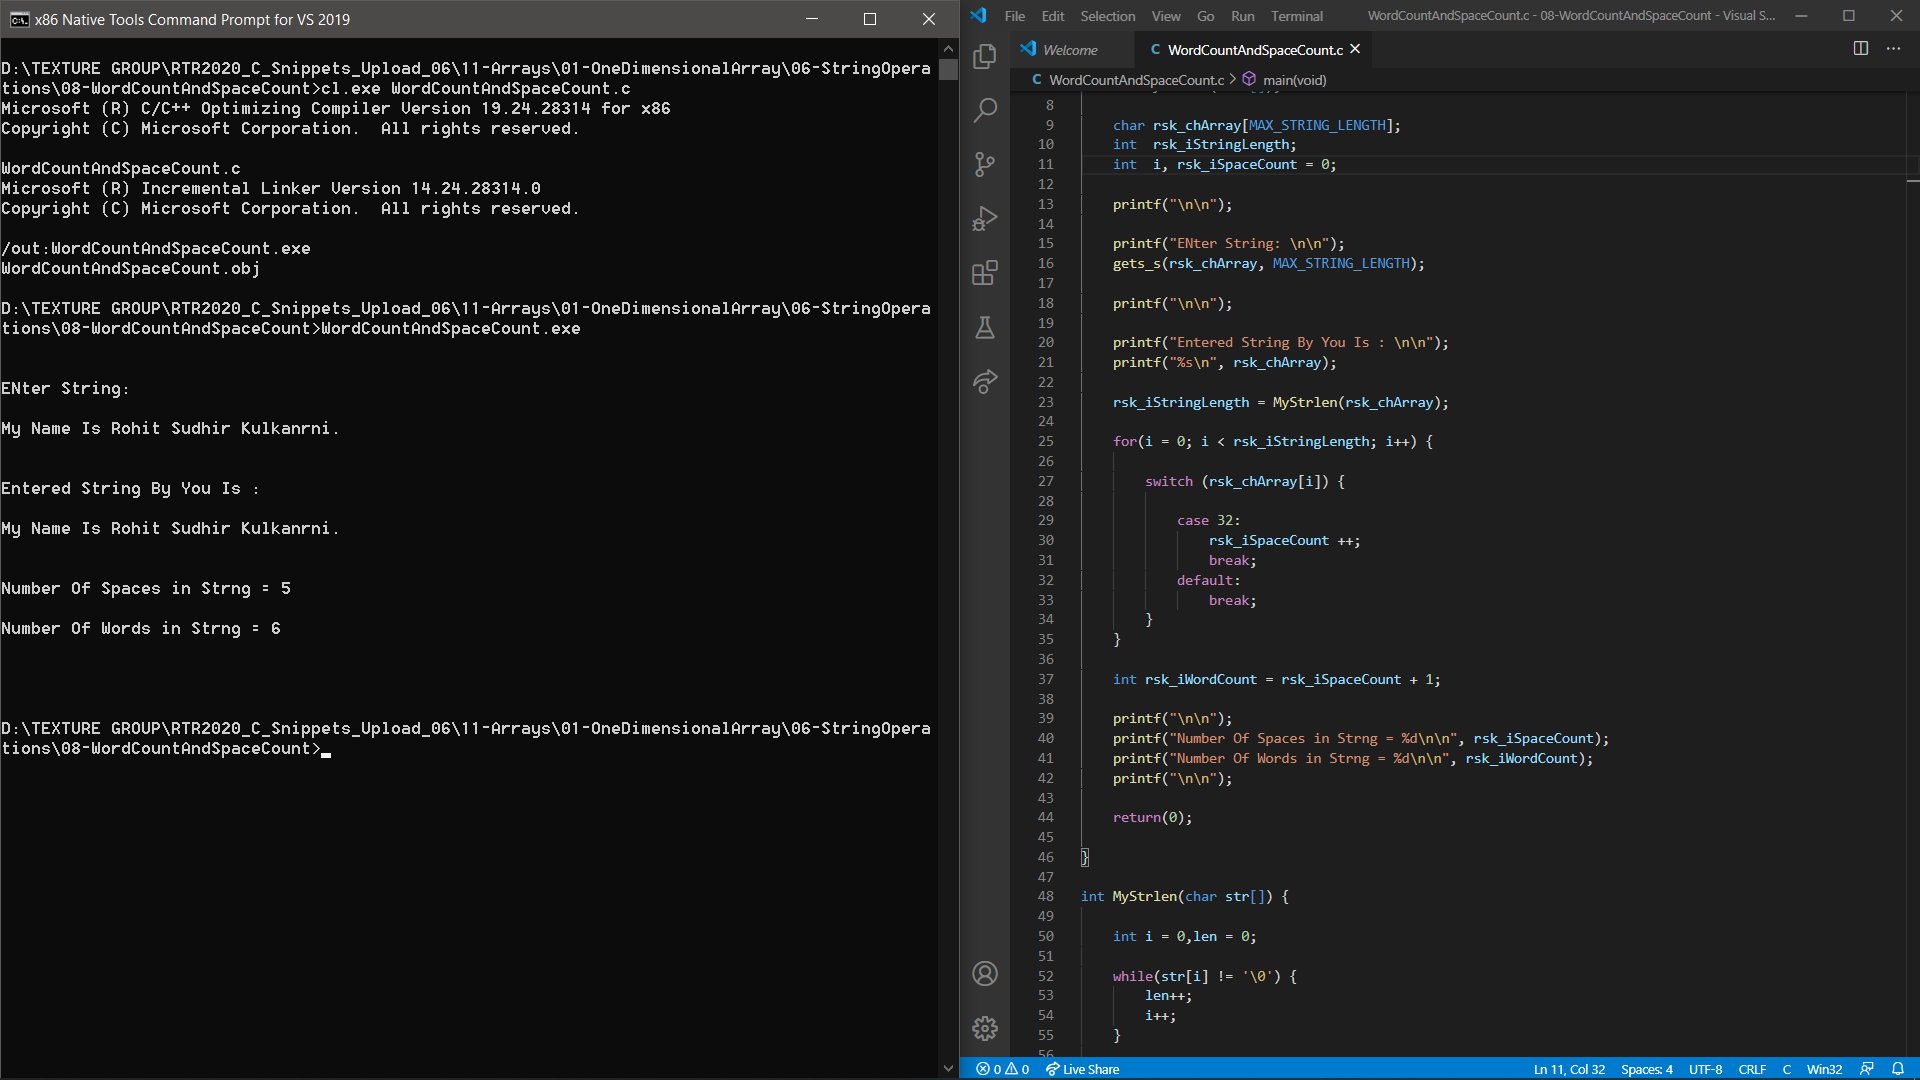 x86 Native Tools Command Prompt for VS 2019
D:\TEXTURE GROUP\RTR2020_C_Snippets_Upload_06\11-Arrays\01-OneDimensionalArray\06-StringOpera
tions\08-WordCountAndSpaceCount>cl.exe WordCountAndSpaceCount.c
Microsoft (R) C/C++ Optimizing Compiler Version 19.24.28314 for x86
Copyright (C) Microsoft Corporation.  All rights reserved.
WordCountAndSpaceCount.c
Microsoft (R) Incremental Linker Version 14.24.28314.0
Copyright (C) Microsoft Corporation.  All rights reserved.
/out:WordCountAndSpaceCount.exe
WordCountAndSpaceCount.obj
D:\TEXTURE GROUP\RTR2020_C_Snippets_Upload_06\11-Arrays\01-OneDimensionalArray\06-StringOpera
tions\08-WordCountAndSpaceCount>WordCountAndSpaceCount.exe
ENter String:
My Name Is Rohit Sudhir Kulkanrni.
Entered String By You Is :
My Name Is Rohit Sudhir Kulkanrni.
Number Of Spaces in Strng = 5
Number Of Words in Strng = 6
D:\TEXTURE GROUP\RTR2020_C_Snippets_Upload_06\11-Arrays\01-OneDimensionalArray\06-StringOpera
tions\08-WordCountAndSpaceCount>
File Edit Selection View Go Run Terminal WordCountAndSpaceCount.c - 08-WordCountAndSpaceCount - Visual S...
Welcome C WordCountAndSpaceCount.c
C WordCountAndSpaceCount.c > main(void)
8
9 char rsk_chArray[MAX_STRING_LENGTH];
10 int  rsk_iStringLength;
11 int  i, rsk_iSpaceCount = 0;
12
13 printf("\n\n");
14
15 printf("ENter String: \n\n");
16 gets_s(rsk_chArray, MAX_STRING_LENGTH);
17
18 printf("\n\n");
19
20 printf("Entered String By You Is : \n\n");
21 printf("%s\n", rsk_chArray);
22
23 rsk_iStringLength = MyStrlen(rsk_chArray);
24
25 for(i = 0; i < rsk_iStringLength; i++) {
26
27 switch (rsk_chArray[i]) {
28
29 case 32:
30 rsk_iSpaceCount ++;
31 break;
32 default:
33 break;
34 }
35 }
36
37 int rsk_iWordCount = rsk_iSpaceCount + 1;
38
39 printf("\n\n");
40 printf("Number Of Spaces in Strng = %d\n\n", rsk_iSpaceCount);
41 printf("Number Of Words in Strng = %d\n\n", rsk_iWordCount);
42 printf("\n\n");
43
44 return(0);
45
46 }
47
48 int MyStrlen(char str[]) {
49
50 int i = 0,len = 0;
51
52 while(str[i] != '\0') {
53 len++;
54 i++;
55 }
56
0 0 Live Share Ln 11, Col 32 Spaces: 4 UTF-8 CRLF C Win32